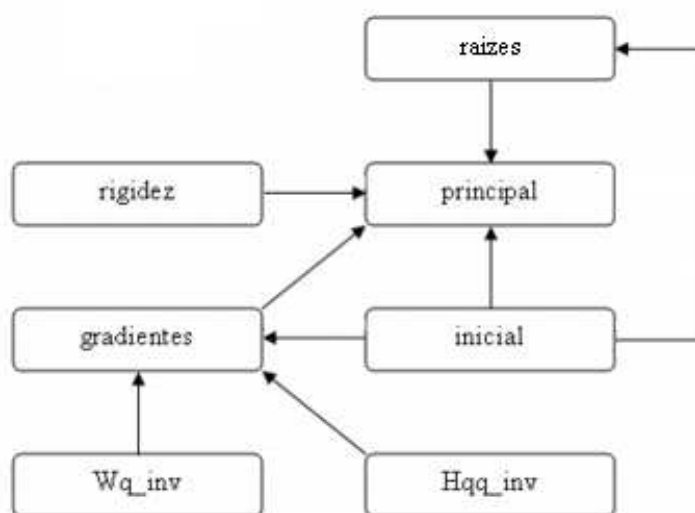 raizes
rigidez
principal
gradientes
inicial
Wq_inv
Hqq_inv